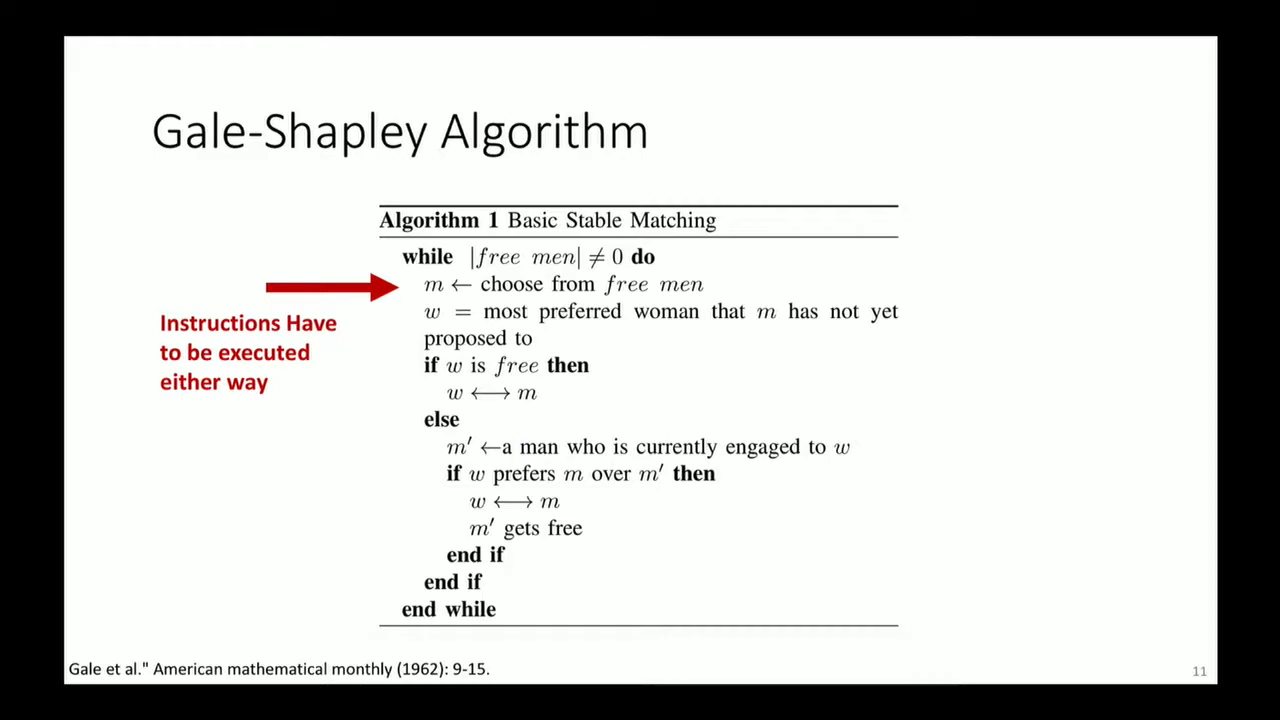 Gale-Shapley Algorithm
Algorithm 1 Basic Stable Matching
while |free men| ≠ 0 do
m ← choose from free men
w = most preferred woman that m has not yet
proposed to
if w is free then
w ⟷ m
else
m′ ←a man who is currently engaged to w
if w prefers m over m′ then
w ⟷ m
m′ gets free
end if
end if
end while
Instructions Have
to be executed
either way
Gale et al." American mathematical monthly (1962): 9-15.
11